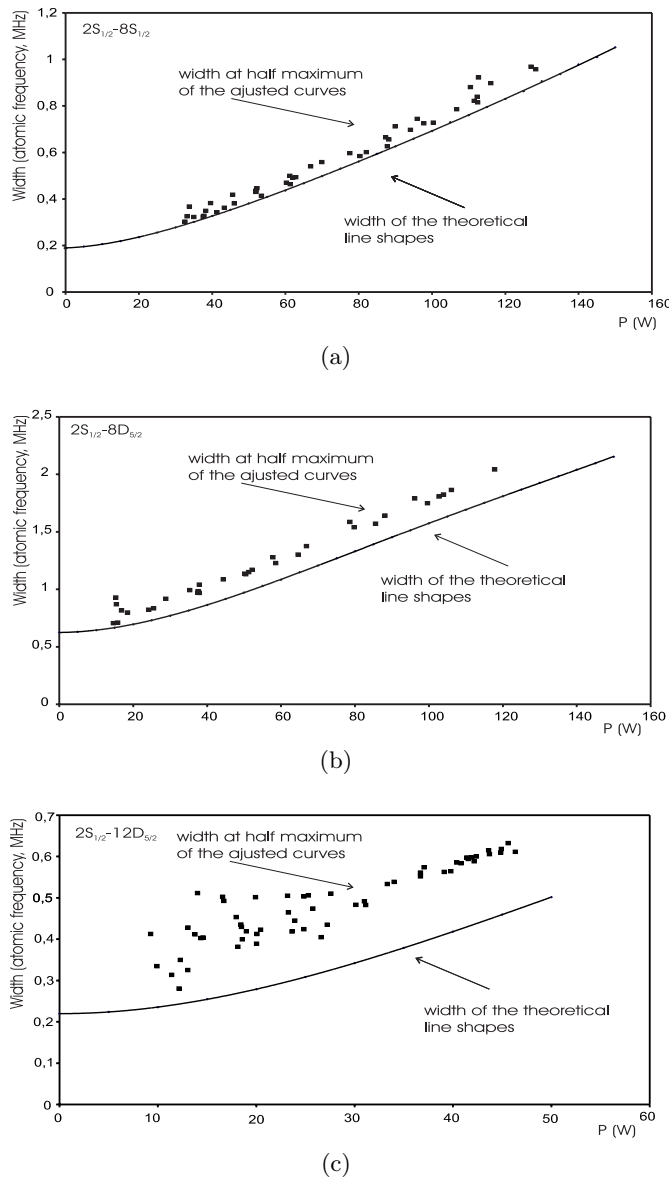 2S1/2-8S1/2
Width (atomic frequency, MHz)
1,2
1
0,8
0,6
0,4
0,2
0
width at half maximum
of the ajusted curves
width of the theoretical
line shapes
0 20 40 60 80 100 120 140 160
P (W)
(a)
2S1/2-8D5/2
Width (atomic frequency, MHz)
2,5
2
1,5
1
0,5
0
width at half maximum
of the ajusted curves
width of the theoretical
line shapes
0 20 40 60 80 100 120 140 160
P (W)
(b)
2S1/2-12D5/2
Width (atomic frequency, MHz)
0,7
0,6
0,5
0,4
0,3
0,2
0,1
0
width at half maximum
of the ajusted curves
width of the theoretical
line shapes
0 10 20 30 40 50 60
P (W)
(c)